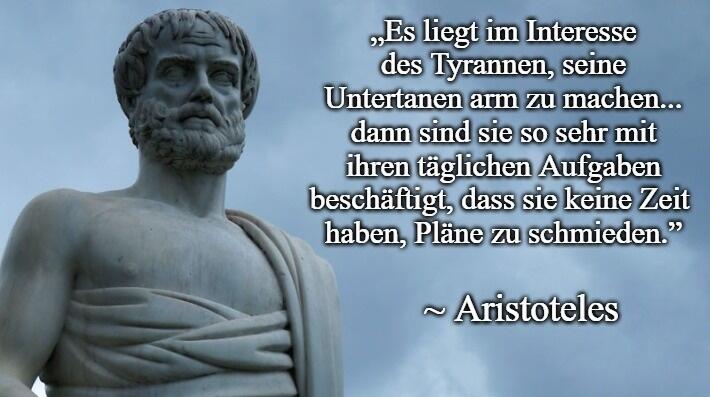 „Es liegt im Interesse
des Tyrannen, seine
Untertanen arm zu machen...
dann sind sie so sehr mit
ihren täglichen Aufgaben
beschäftigt, dass sie keine Zeit
haben, Pläne zu schmieden.”
~ Aristoteles